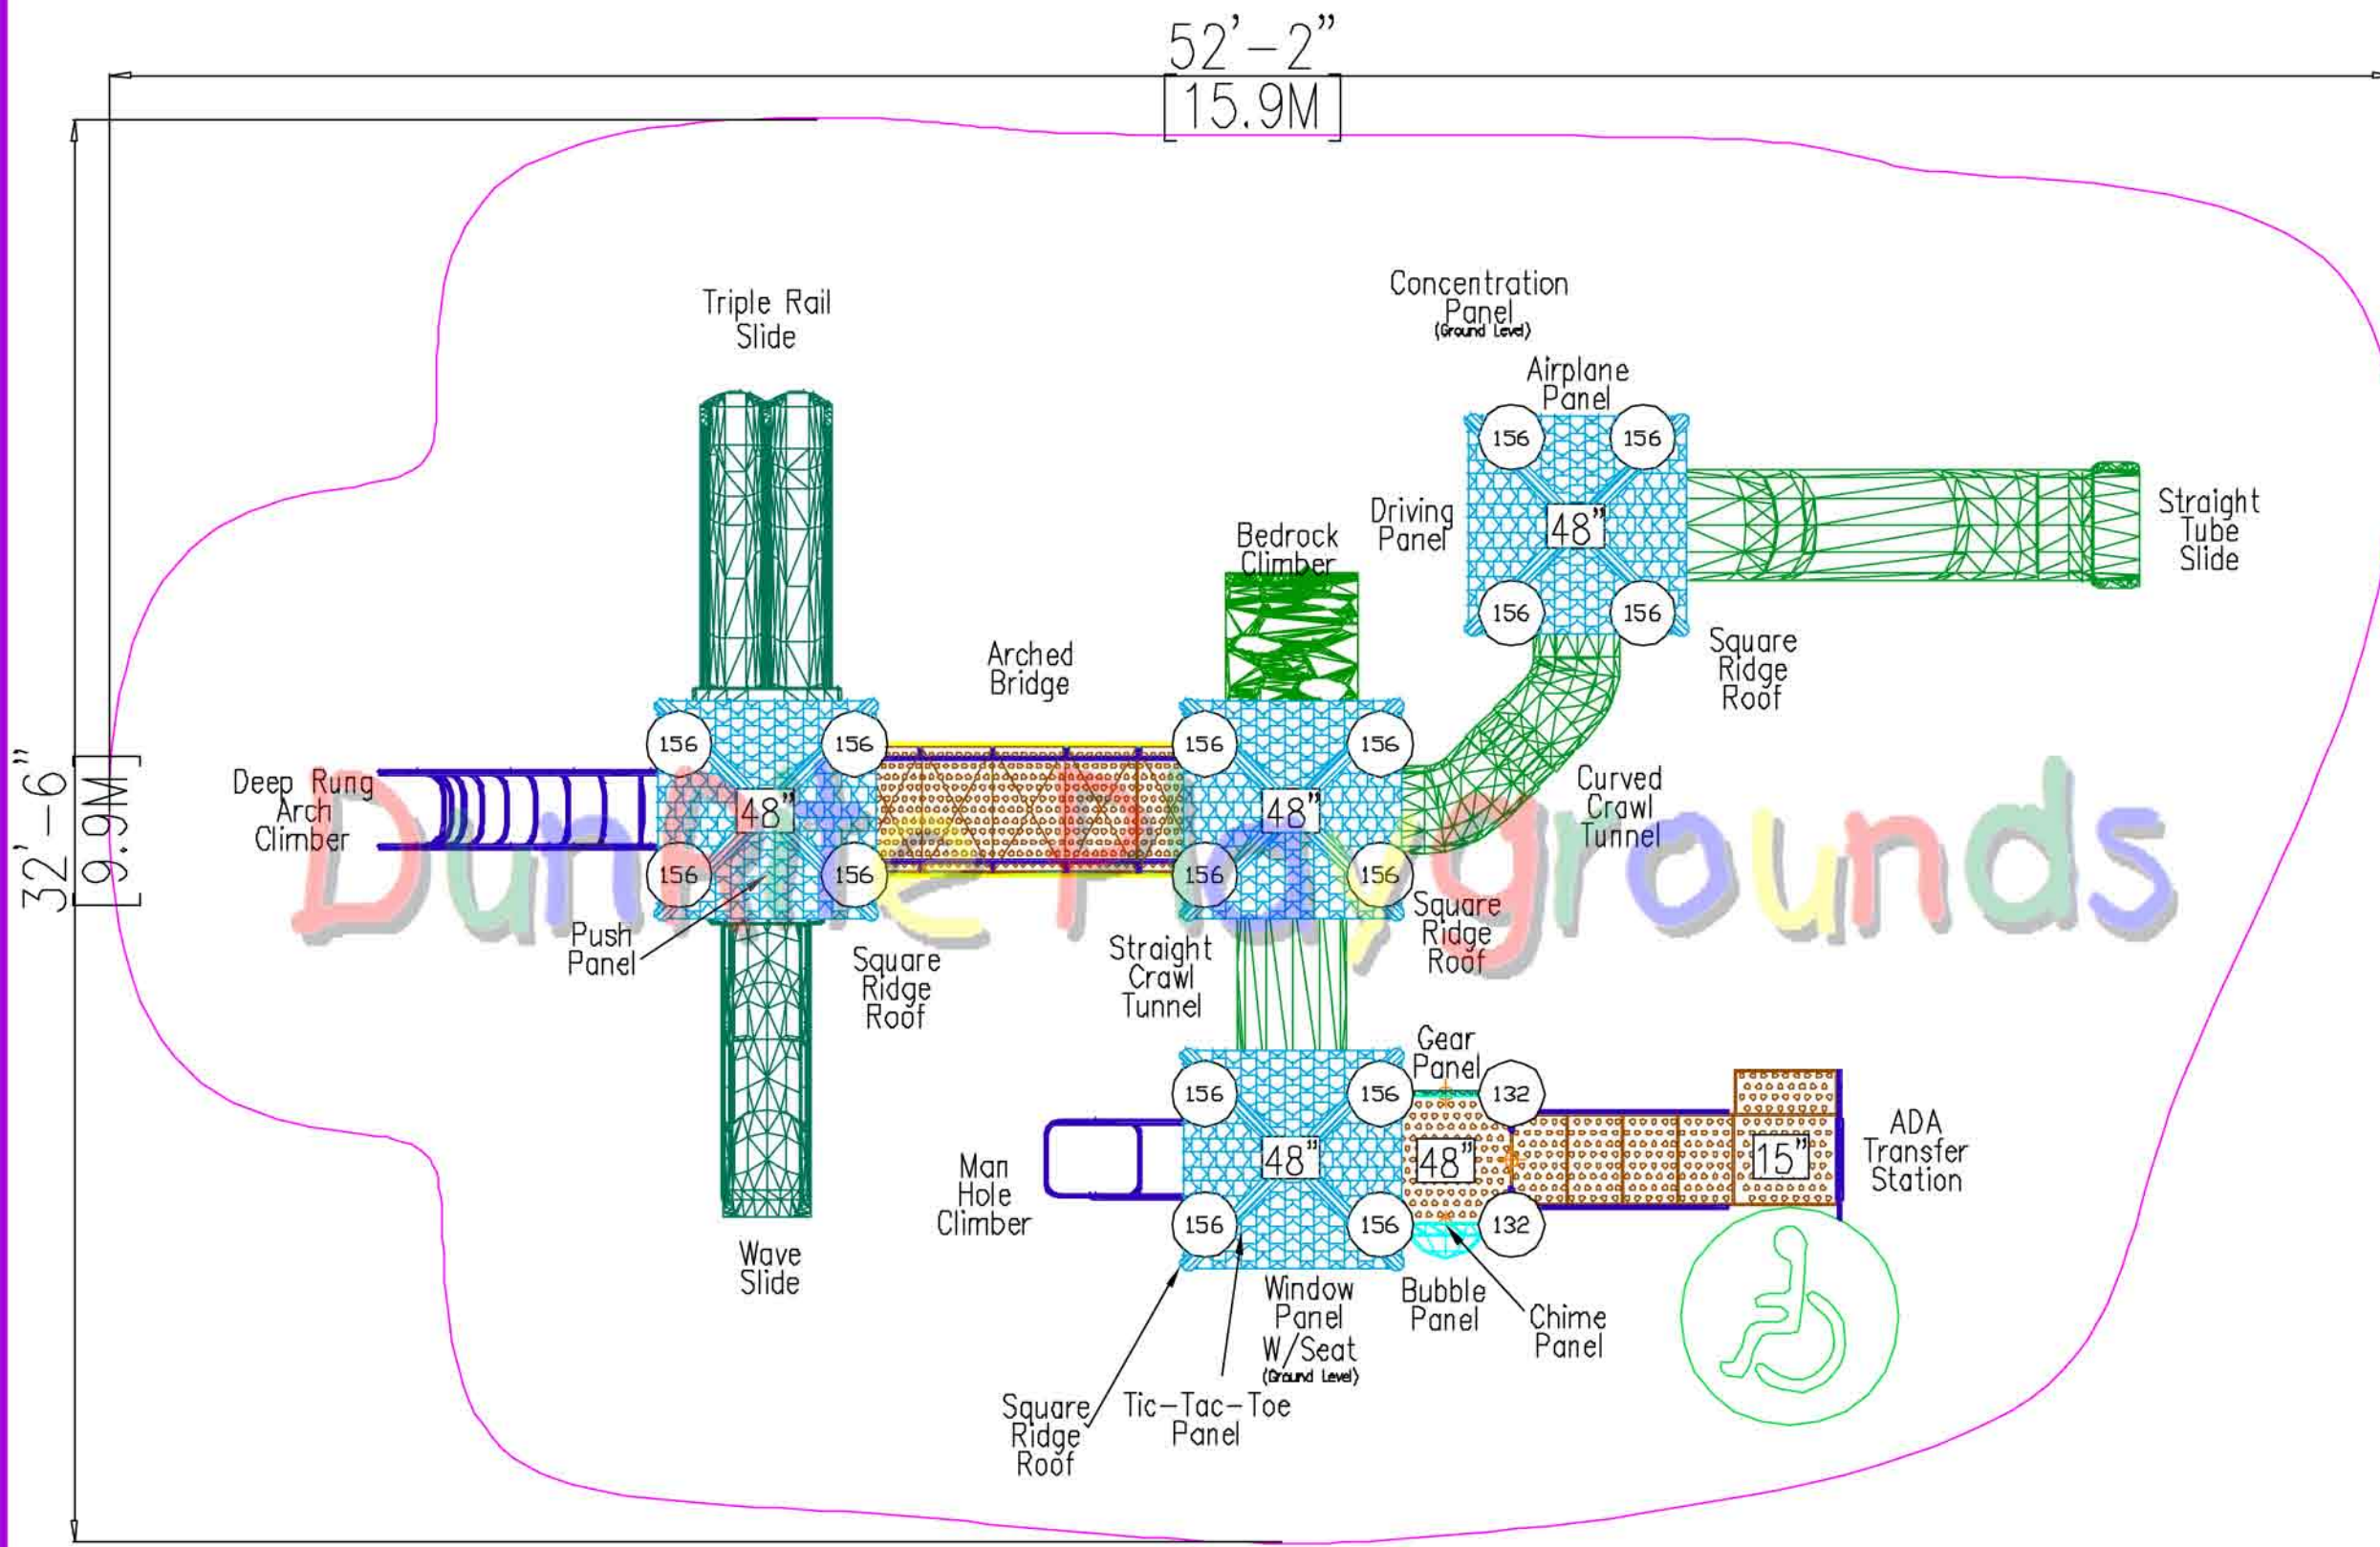 52'-2"
[15.9M]
32'-6"
[9.9M]
Triple Rail
Slide
Concentration
Panel
(Ground Level)
Airplane
Panel
156
156
Driving
Panel
48"
Straight
Tube
Slide
156
156
Bedrock
Climber
Square
Ridge
Roof
Arched
Bridge
156
156
156
156
Deep Rung
Arch
Climber
48"
48"
Curved
Crawl
Tunnel
156
156
156
156
Dunrite Playgrounds
Push
Panel
Square
Ridge
Roof
Straight
Crawl
Tunnel
Square
Ridge
Roof
Gear
Panel
156
156
132
Man
Hole
Climber
48"
48"
15"
ADA
Transfer
Station
156
156
132
Wave
Slide
Window
Panel
W/Seat
(Ground Level)
Bubble
Panel
Chime
Panel
Square
Ridge
Roof
Tic-Tac-Toe
Panel